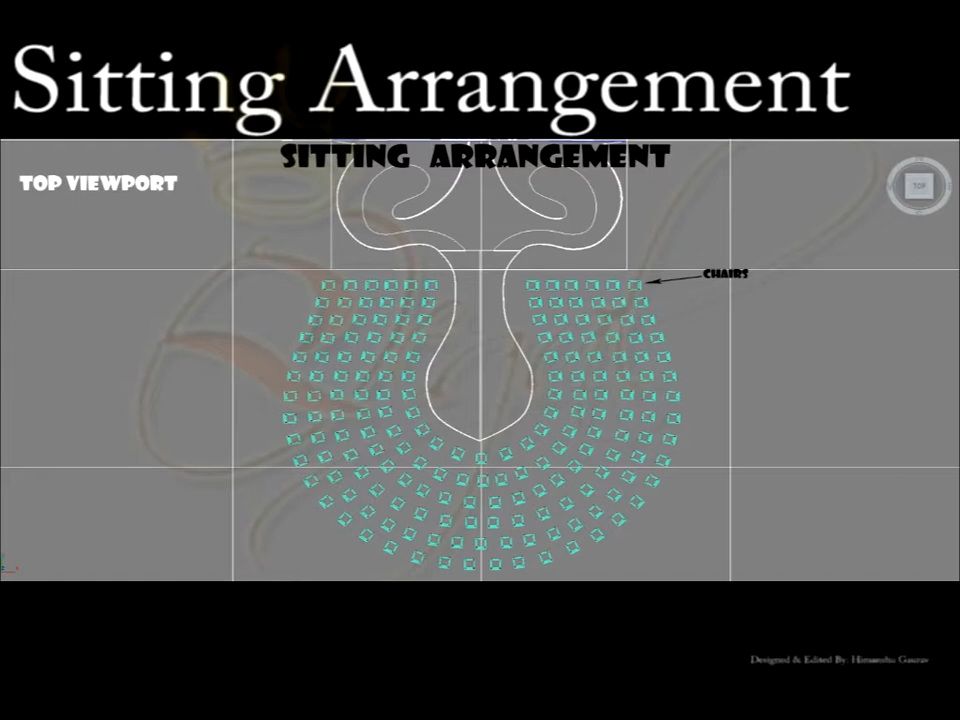 Sitting Arrangement
SITTING ARRANGEMENT
TOP VIEWPORT
TOP
CHAIRS
Designed & Edited By: Himanshu Gaurav